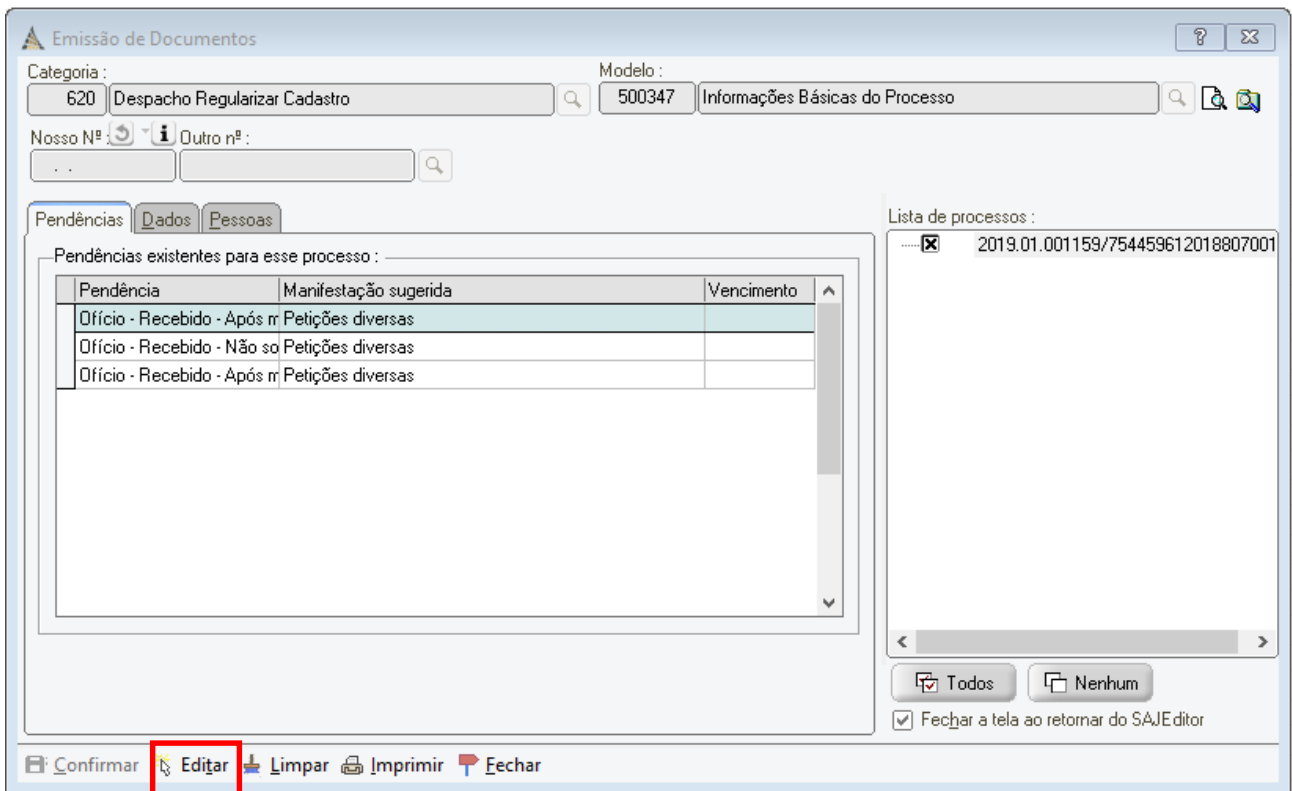 Emissão de Documentos
Categoria :
620 Despacho Regularizar Cadastro
Modelo :
500347 Informações Básicas do Processo
Nosso Nº : Outro nº :
. .
Pendências Dados Pessoas
Pendências existentes para esse processo :
Pendência Manifestação sugerida Vencimento
Ofício - Recebido - Após m Petições diversas
Ofício - Recebido - Não so Petições diversas
Ofício - Recebido - Após m Petições diversas
Lista de processos :
2019.01.001159/754459612018807001
Todos Nenhum
Fechar a tela ao retornar do SAJEditor
Confirmar Editar Limpar Imprimir Fechar